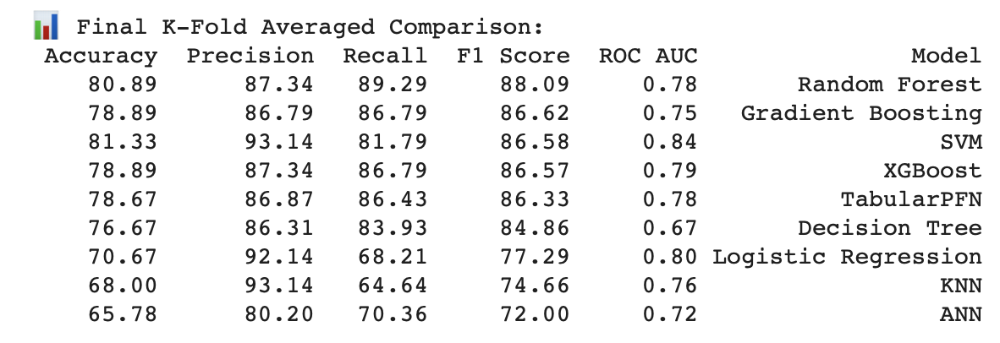 📊 Final K-Fold Averaged Comparison:
Accuracy Precision Recall F1 Score ROC AUC Model
80.89 87.34 89.29 88.09 0.78 Random Forest
78.89 86.79 86.79 86.62 0.75 Gradient Boosting
81.33 93.14 81.79 86.58 0.84 SVM
78.89 87.34 86.79 86.57 0.79 XGBoost
78.67 86.87 86.43 86.33 0.78 TabularPFN
76.67 86.31 83.93 84.86 0.67 Decision Tree
70.67 92.14 68.21 77.29 0.80 Logistic Regression
68.00 93.14 64.64 74.66 0.76 KNN
65.78 80.20 70.36 72.00 0.72 ANN